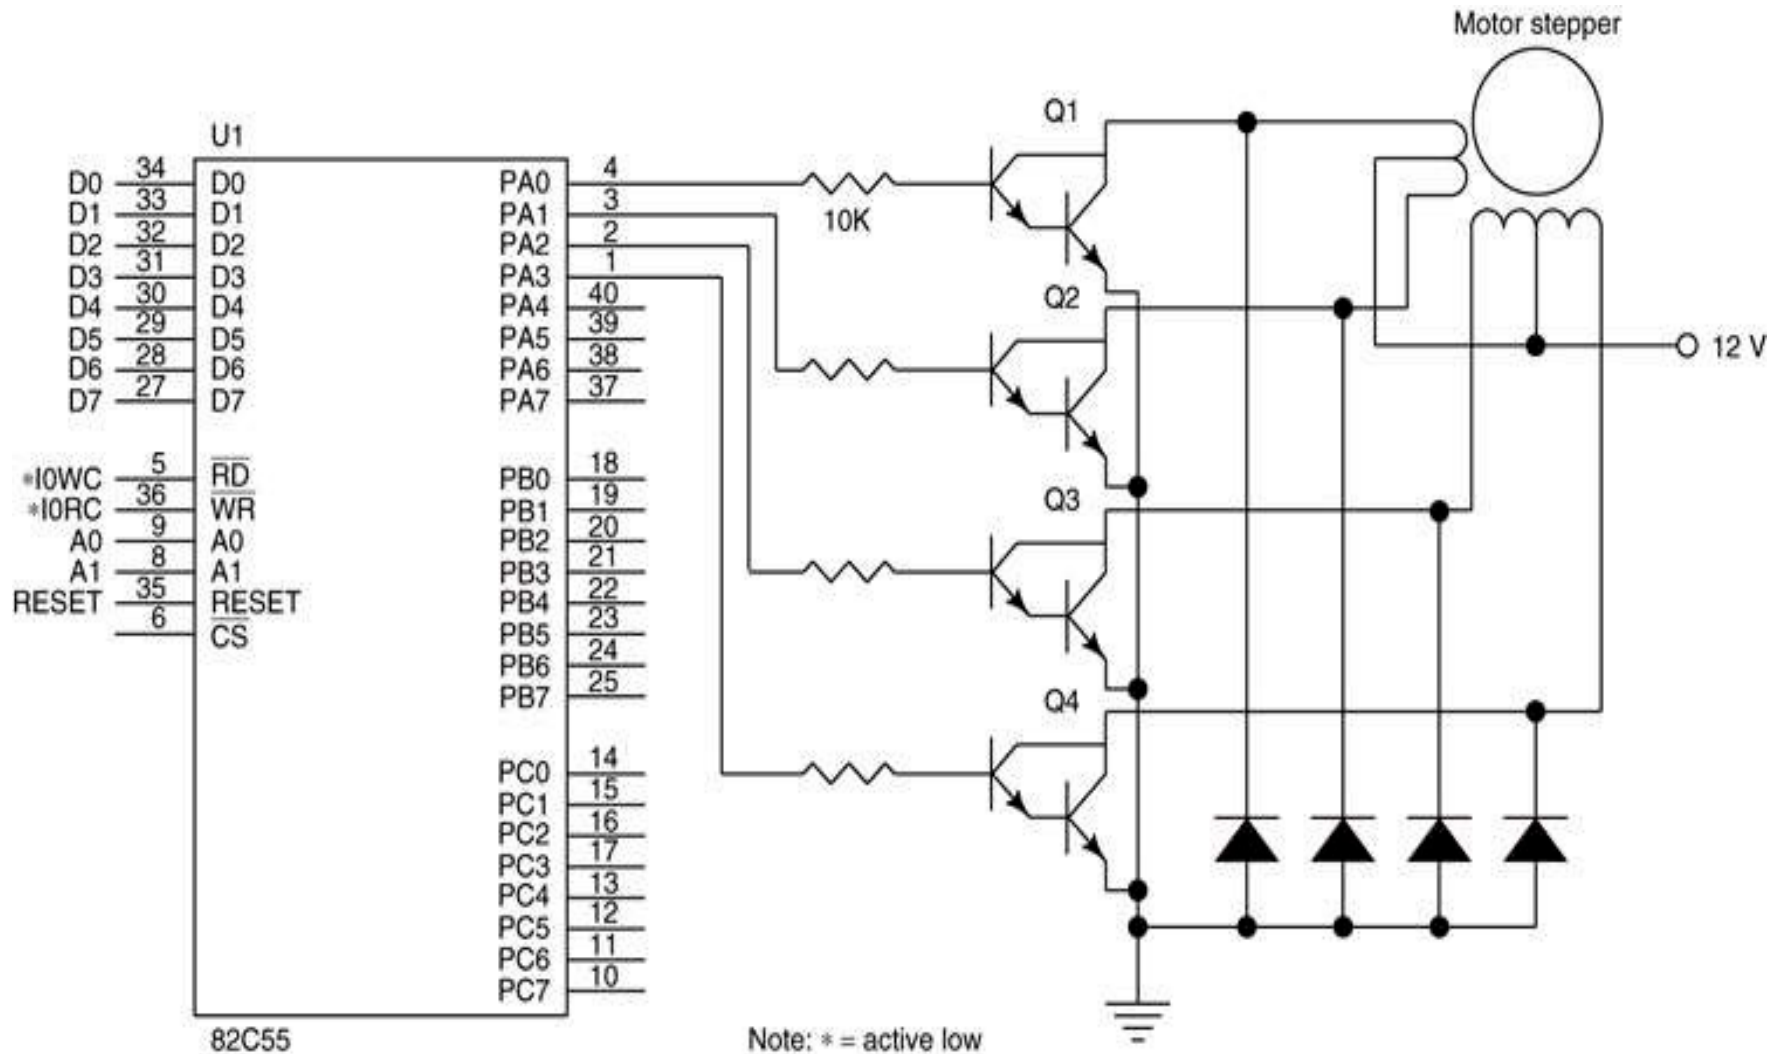 Motor stepper
Q1
U1
D0 34 D0 PA0 4
D1 33 D1 PA1 3
10K
D2 32 D2 PA2 2
D3 31 D3 PA3 1
D4 30 D4 PA4 40
Q2
D5 29 D5 PA5 39
D6 28 D6 PA6 38
D7 27 D7 PA7 37
12 V
*I0WC 5 RD PB0 18
*I0RC 36 WR PB1 19
Q3
A0 9 A0 PB2 20
A1 8 A1 PB3 21
RESET 35 RESET PB4 22
6 CS PB5 23
PB6 24
PB7 25
Q4
PC0 14
PC1 15
PC2 16
PC3 17
PC4 13
PC5 12
PC6 11
PC7 10
82C55
Note: * = active low